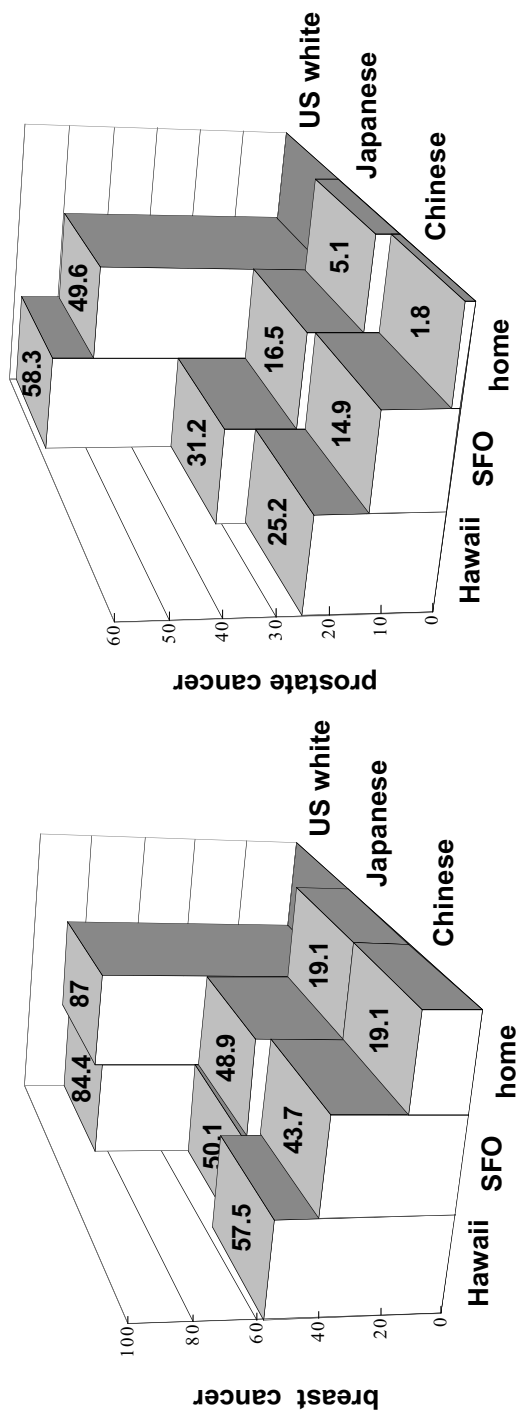 breast cancer
100
80
60
40
20
0
84.4
87
50.1
48.9
19.1
57.5
43.7
19.1
Hawaii
SFO
home
Chinese
Japanese
US white
prostate cancer
60
50
40
30
20
10
0
58.3
49.6
31.2
16.5
5.1
25.2
14.9
1.8
Hawaii
SFO
home
Chinese
Japanese
US white